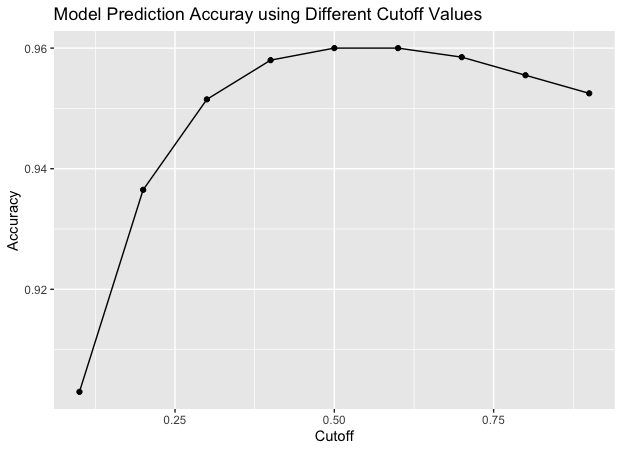 Model Prediction Accuray using Different Cutoff Values
0.96
0.94
0.92
Accuracy
0.25 0.50 0.75
Cutoff